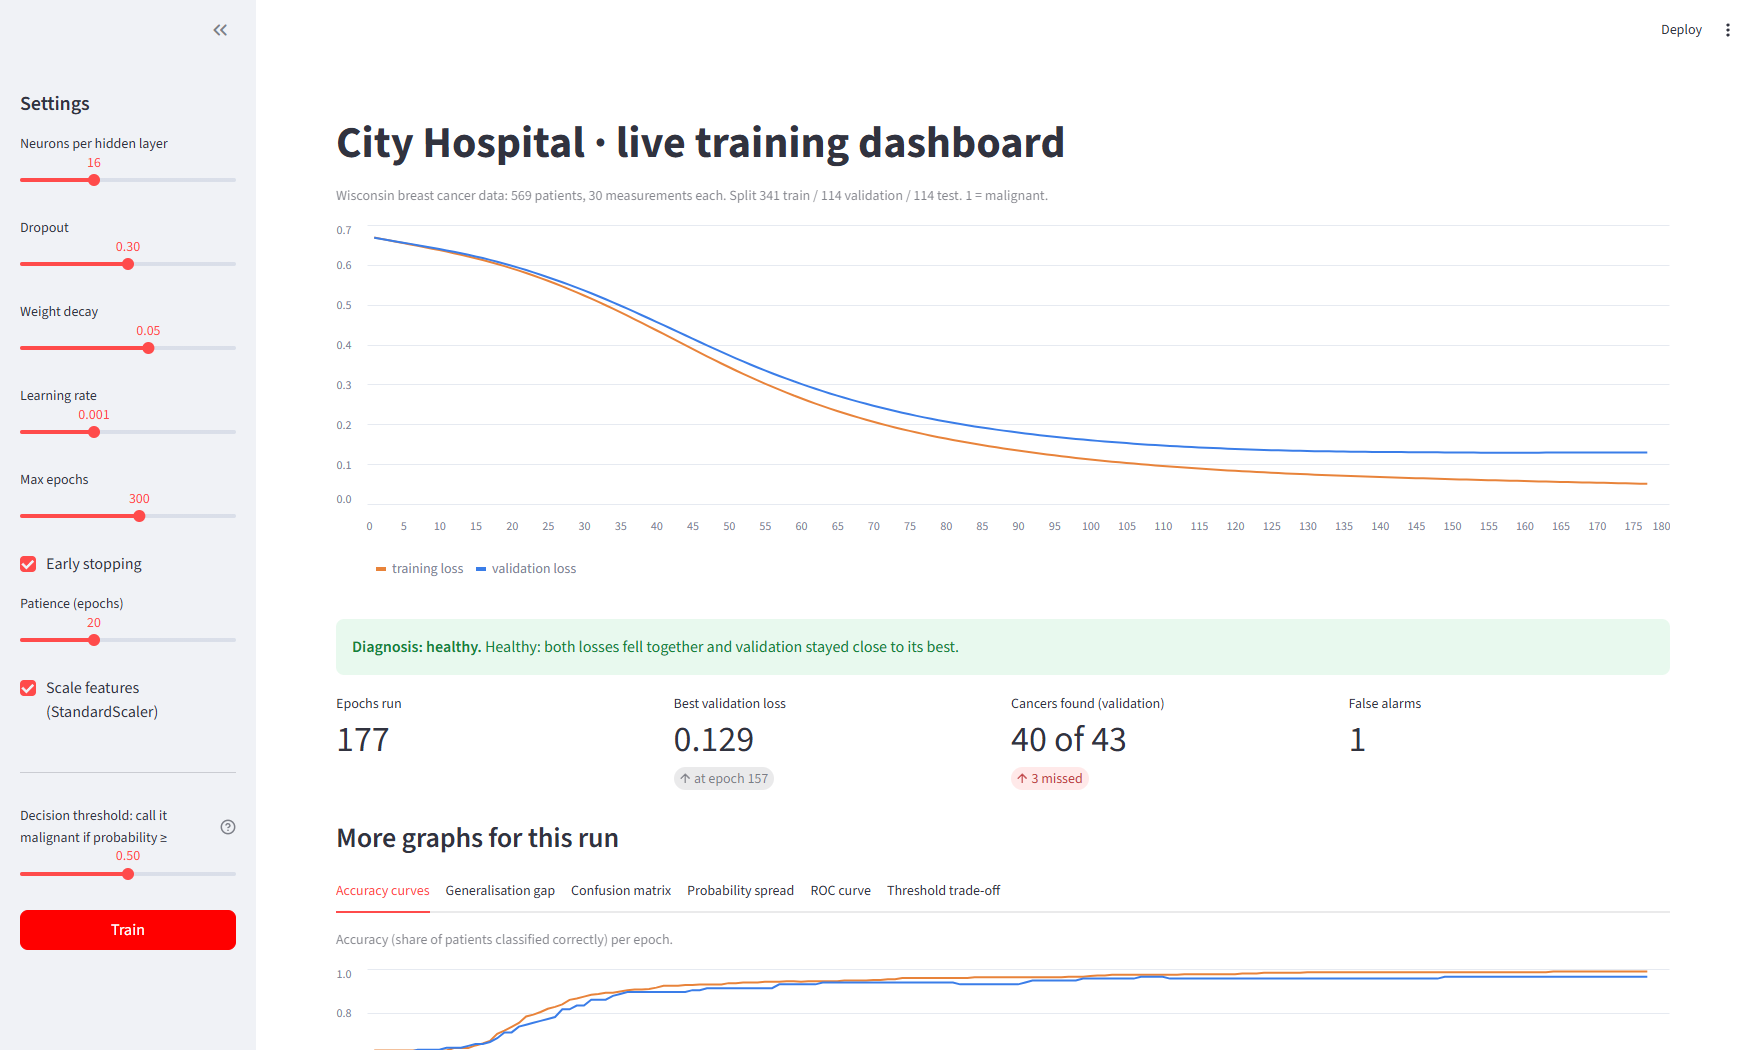 Deploy
Settings
Neurons per hidden layer
16
Dropout
0.30
Weight decay
0.05
Learning rate
0.001
Max epochs
300
Early stopping
Patience (epochs)
20
Scale features
(StandardScaler)
Decision threshold: call it
malignant if probability ≥
0.50
Train
City Hospital · live training dashboard
Wisconsin breast cancer data: 569 patients, 30 measurements each. Split 341 train / 114 validation / 114 test. 1 = malignant.
0.7
0.6
0.5
0.4
0.3
0.2
0.1
0.0
0 5 10 15 20 25 30 35 40 45 50 55 60 65 70 75 80 85 90 95 100 105 110 115 120 125 130 135 140 145 150 155 160 165 170 175 180
training loss validation loss
Diagnosis: healthy. Healthy: both losses fell together and validation stayed close to its best.
Epochs run
177
Best validation loss
0.129
↑ at epoch 157
Cancers found (validation)
40 of 43
↑ 3 missed
False alarms
1
More graphs for this run
Accuracy curves Generalisation gap Confusion matrix Probability spread ROC curve Threshold trade-off
Accuracy (share of patients classified correctly) per epoch.
1.0
0.8